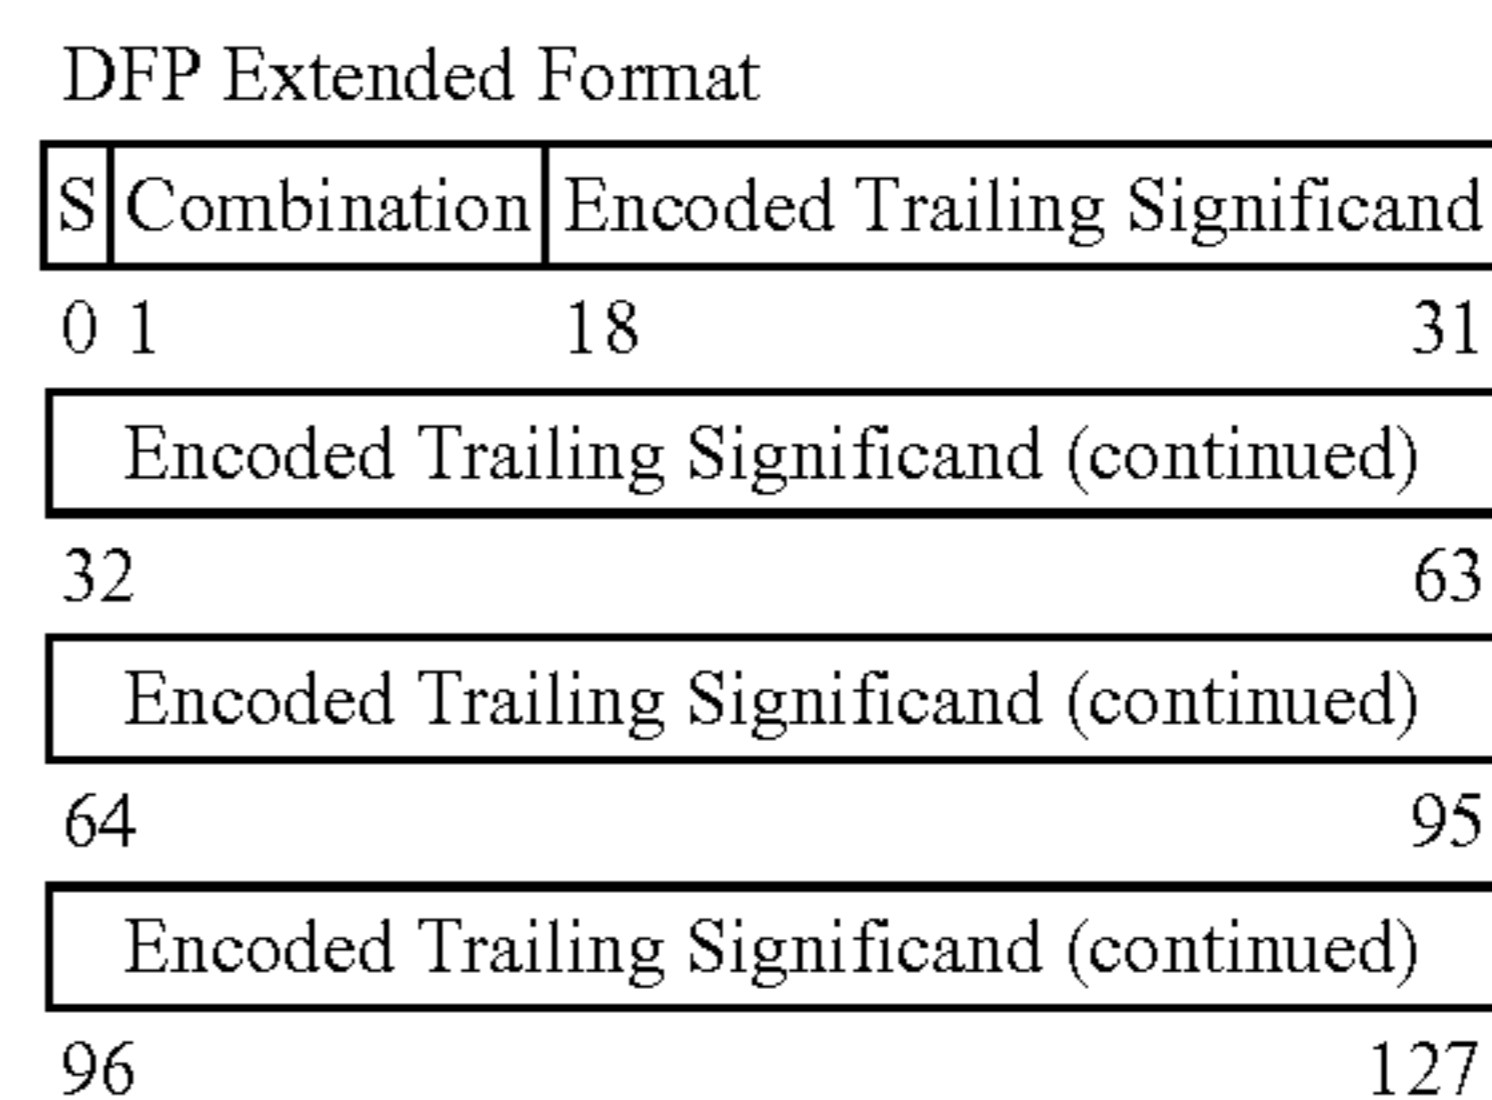 DFP Extended Format
S Combination Encoded Trailing Significand
0 1 18 31
Encoded Trailing Significand (continued)
32 63
Encoded Trailing Significand (continued)
64 95
Encoded Trailing Significand (continued)
96 127